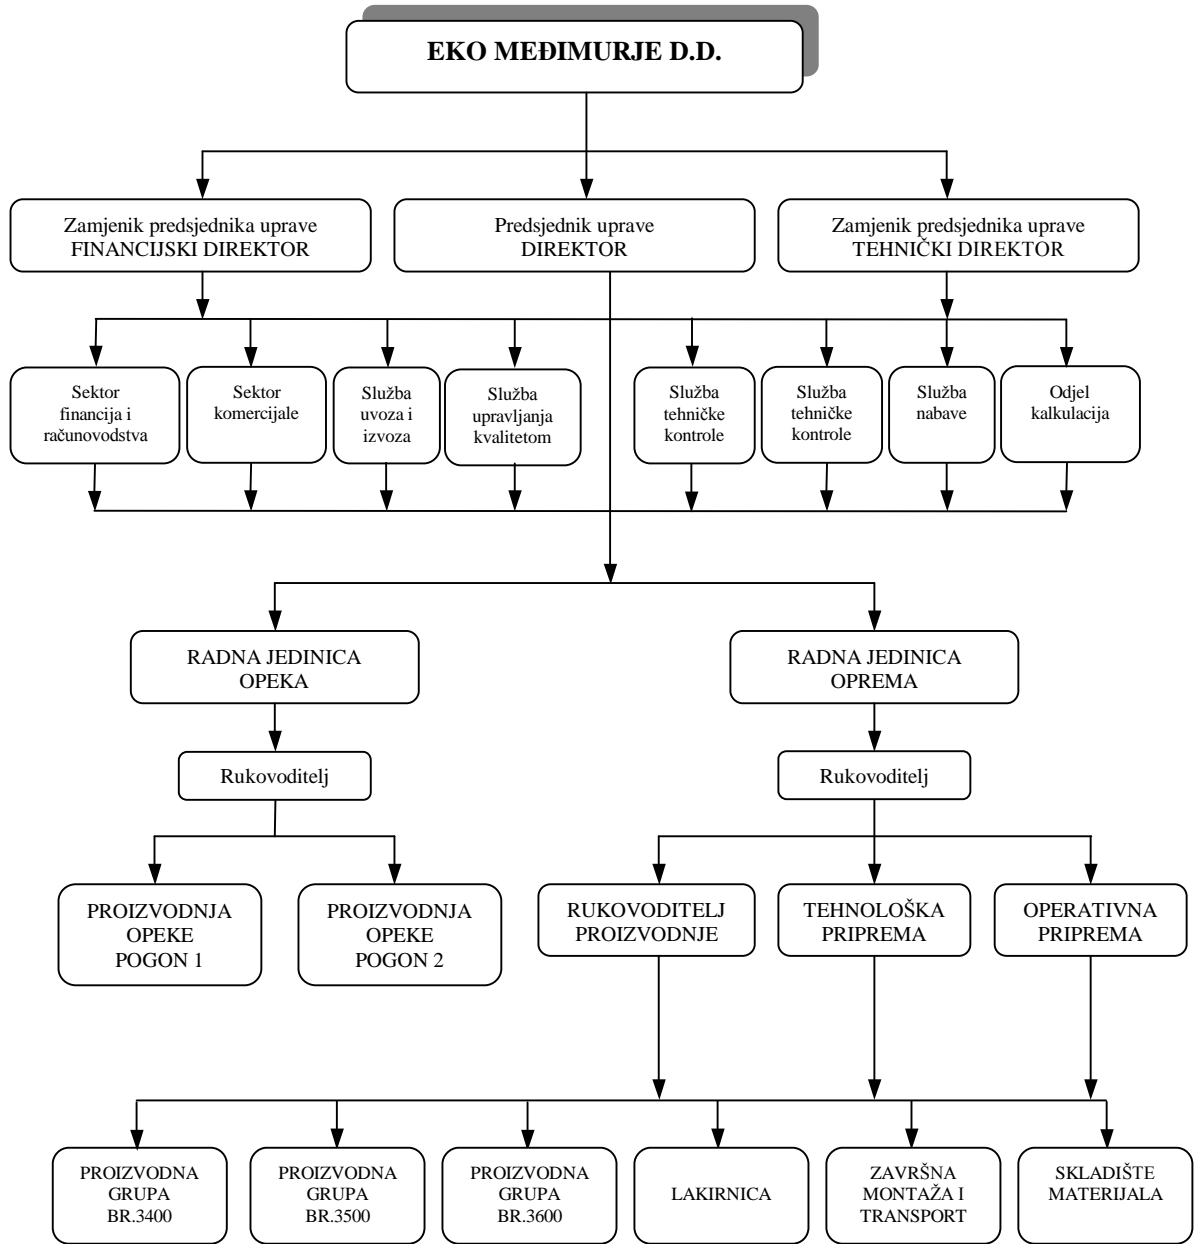 EKO MEĐIMURJE D.D.
Zamjenik predsjednika uprave
FINANCIJSKI DIREKTOR
Predsjednik uprave
DIREKTOR
Zamjenik predsjednika uprave
TEHNIČKI DIREKTOR
Sektor
financija i
računovodstva
Sektor
komercijale
Služba
uvoza i
izvoza
Služba
upravljanja
kvalitetom
Služba
tehničke
kontrole
Služba
tehničke
kontrole
Služba
nabave
Odjel
kalkulacija
RADNA JEDINICA
OPEKA
RADNA JEDINICA
OPREMA
Rukovoditelj
Rukovoditelj
PROIZVODNJA
OPEKE
POGON 1
PROIZVODNJA
OPEKE
POGON 2
RUKOVODITELJ
PROIZVODNJE
TEHNOLOŠKA
PRIPREMA
OPERATIVNA
PRIPREMA
PROIZVODNA
GRUPA
BR.3400
PROIZVODNA
GRUPA
BR.3500
PROIZVODNA
GRUPA
BR.3600
LAKIRNICA
ZAVRŠNA
MONTAŽA I
TRANSPORT
SKLADIŠTE
MATERIJALA